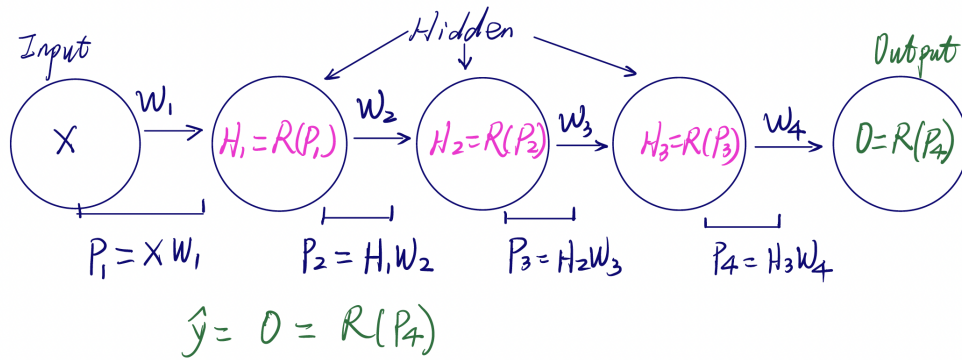 Hidden
Input
Output
W₁
W₂
W₃
W₄
X
H₁=R(P₁)
H₂=R(P₂)
H₃=R(P₃)
O=R(P₄)
P₁ = X W₁
P₂ = H₁W₂
P₃ = H₂W₃
P₄ = H₃W₄
ŷ = O = R(P₄)